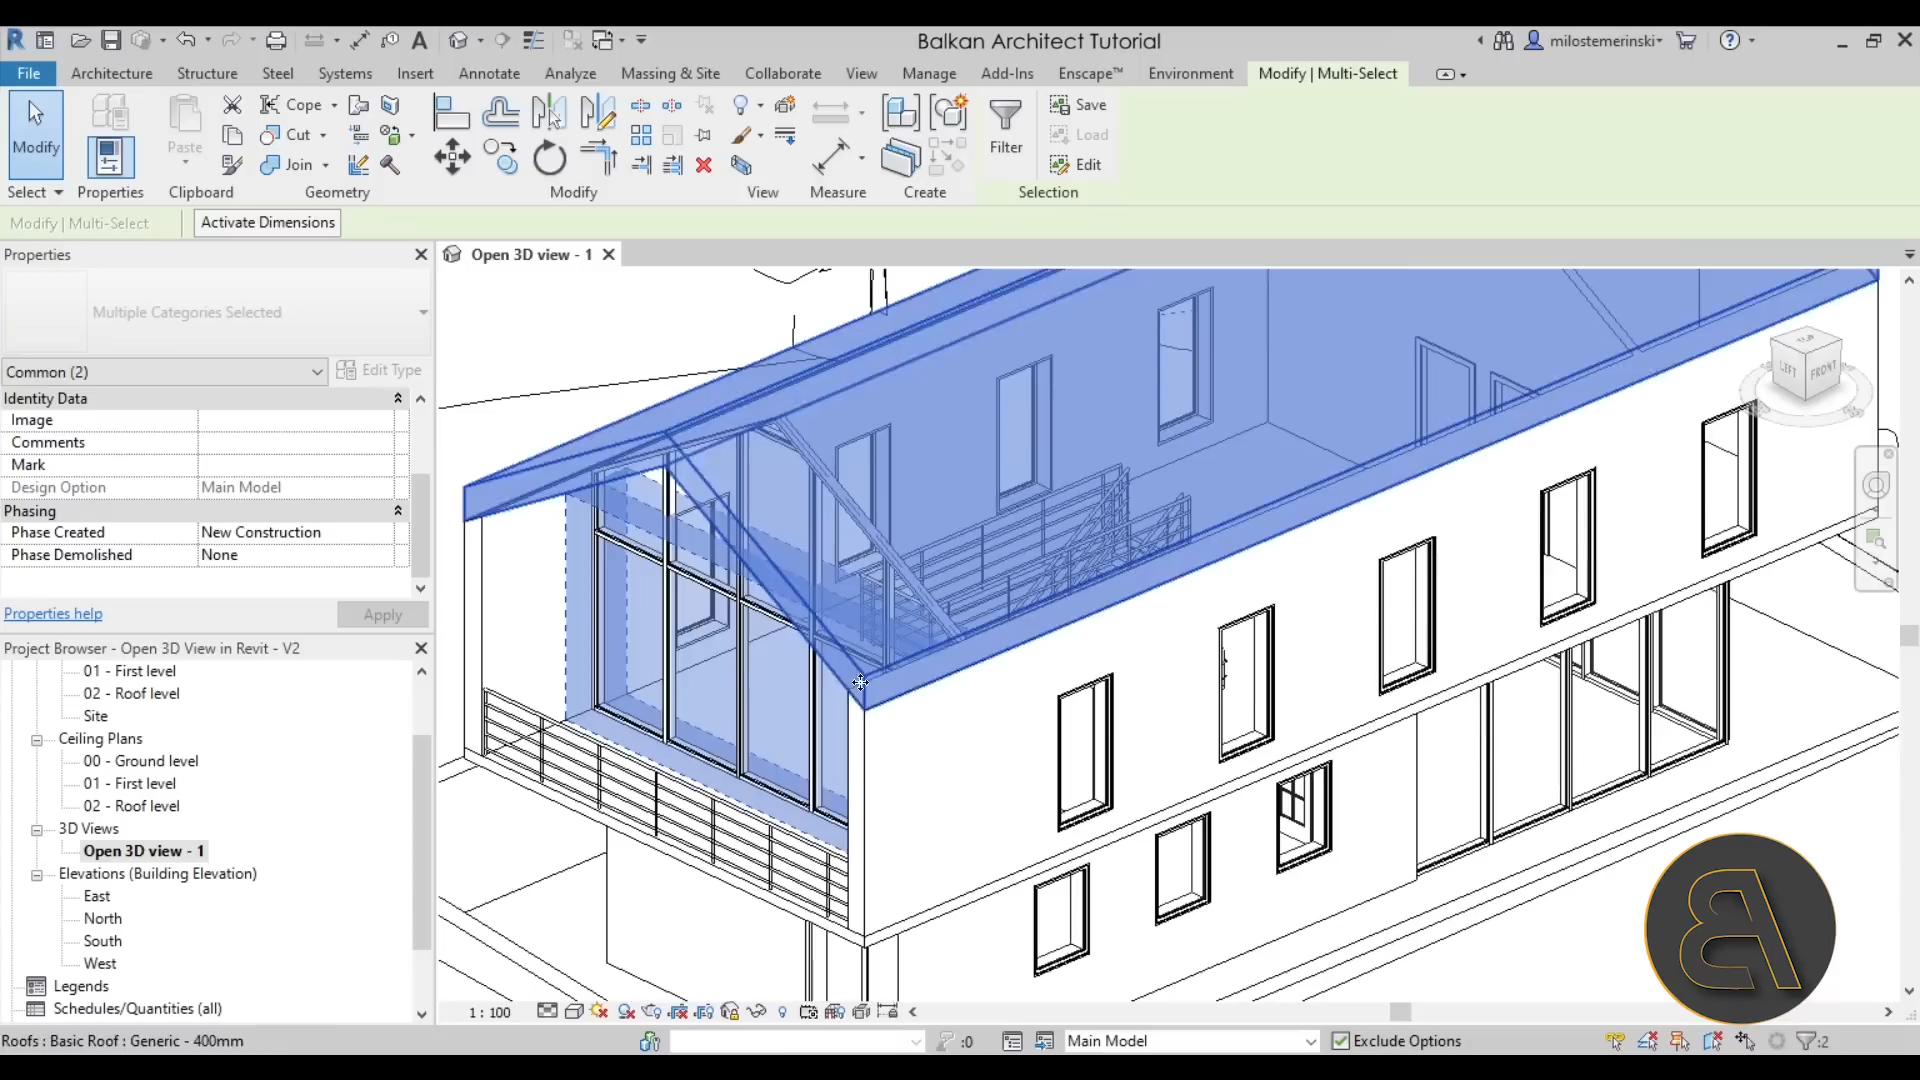 Balkan Architect Tutorial
milostemerinski
File
Architecture
Structure
Steel
Systems
Insert
Annotate
Analyze
Massing & Site
Collaborate
View
Manage
Add-Ins
Enscape™
Environment
Modify | Multi-Select
Modify
Paste
Cope
Cut
Join
Filter
Save
Load
Edit
Select
Properties
Clipboard
Geometry
Modify
View
Measure
Create
Selection
Modify | Multi-Select
Activate Dimensions
Properties
Open 3D view - 1
Multiple Categories Selected
Common (2)
Edit Type
Identity Data
Image
Comments
Mark
Design Option Main Model
Phasing
Phase Created New Construction
Phase Demolished None
Properties help
Apply
Project Browser - Open 3D View in Revit - V2
01 - First level
02 - Roof level
Site
Ceiling Plans
00 - Ground level
01 - First level
02 - Roof level
3D Views
Open 3D view - 1
Elevations (Building Elevation)
East
North
South
West
Legends
Schedules/Quantities (all)
TOP
LEFT
FRONT
1 : 100
Roofs : Basic Roof : Generic - 400mm
:0
Main Model
Exclude Options
:2